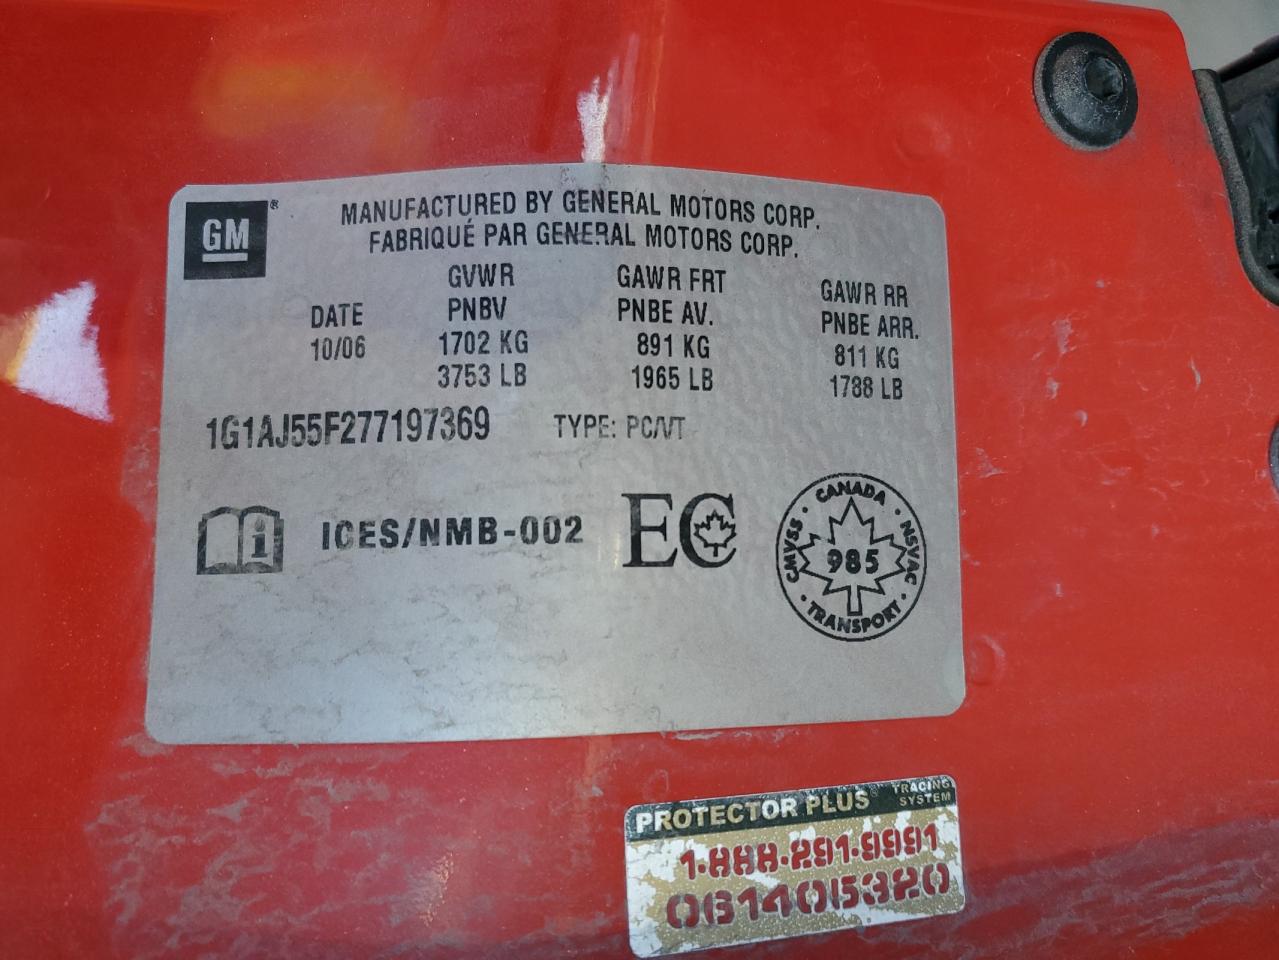 GM ®
MANUFACTURED BY GENERAL MOTORS CORP.
FABRIQUÉ PAR GENERAL MOTORS CORP.
GVWR GAWR FRT GAWR RR
DATE PNBV PNBE AV. PNBE ARR.
10/06 1702 KG 891 KG 811 KG
3753 LB 1965 LB 1788 LB
1G1AJ55F277197369 TYPE: PC/VT
i ICES/NMB-002 EC
CANADA
CMVSS 985 NSVAC
TRANSPORT
PROTECTOR PLUS® TRACING SYSTEM
1-888-291-9991
061405320